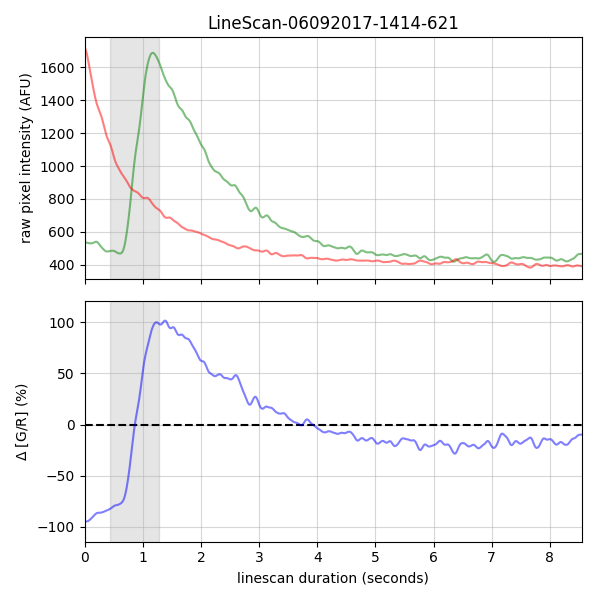 LineScan-06092017-1414-621
raw pixel intensity (AFU)
1600
1400
1200
1000
800
600
400
Δ [G/R] (%)
100
50
0
−50
−100
0 1 2 3 4 5 6 7 8
linescan duration (seconds)